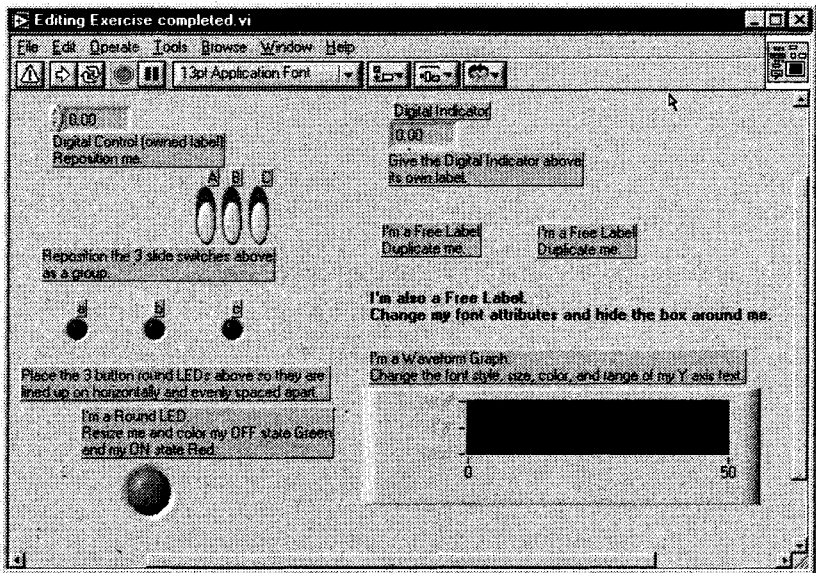 Editing Exercise completed.vi
File Edit Operate Tools Browse Window Help
13pt Application Font
0.00
Digital Control (owned label)
Reposition me.
A B C
Reposition the 3 slide switches above
as a group.
a b c
Place the 3 button round LEDs above so they are
lined up on horizontally and evenly spaced apart.
I'm a Round LED.
Resize me and color my OFF state Green
and my ON state Red.
Digital Indicator
0.00
Give the Digital Indicator above
its own label.
I'm a Free Label
Duplicate me.
I'm a Free Label
Duplicate me.
I'm also a Free Label.
Change my font attributes and hide the box around me.
I'm a Waveform Graph.
Change the font style, size, color, and range of my Y axis text.
0 50